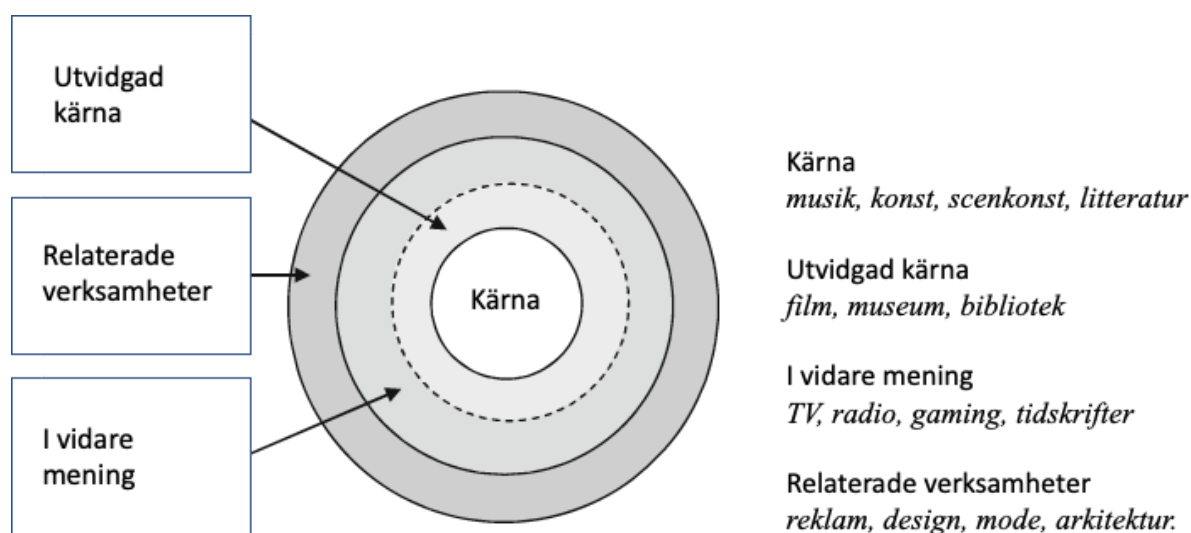 Utvidgad
kärna
Relaterade
verksamheter
I vidare
mening
Kärna
Kärna
musik, konst, scenkonst, litteratur
Utvidgad kärna
film, museum, bibliotek
I vidare mening
TV, radio, gaming, tidskrifter
Relaterade verksamheter
reklam, design, mode, arkitektur.